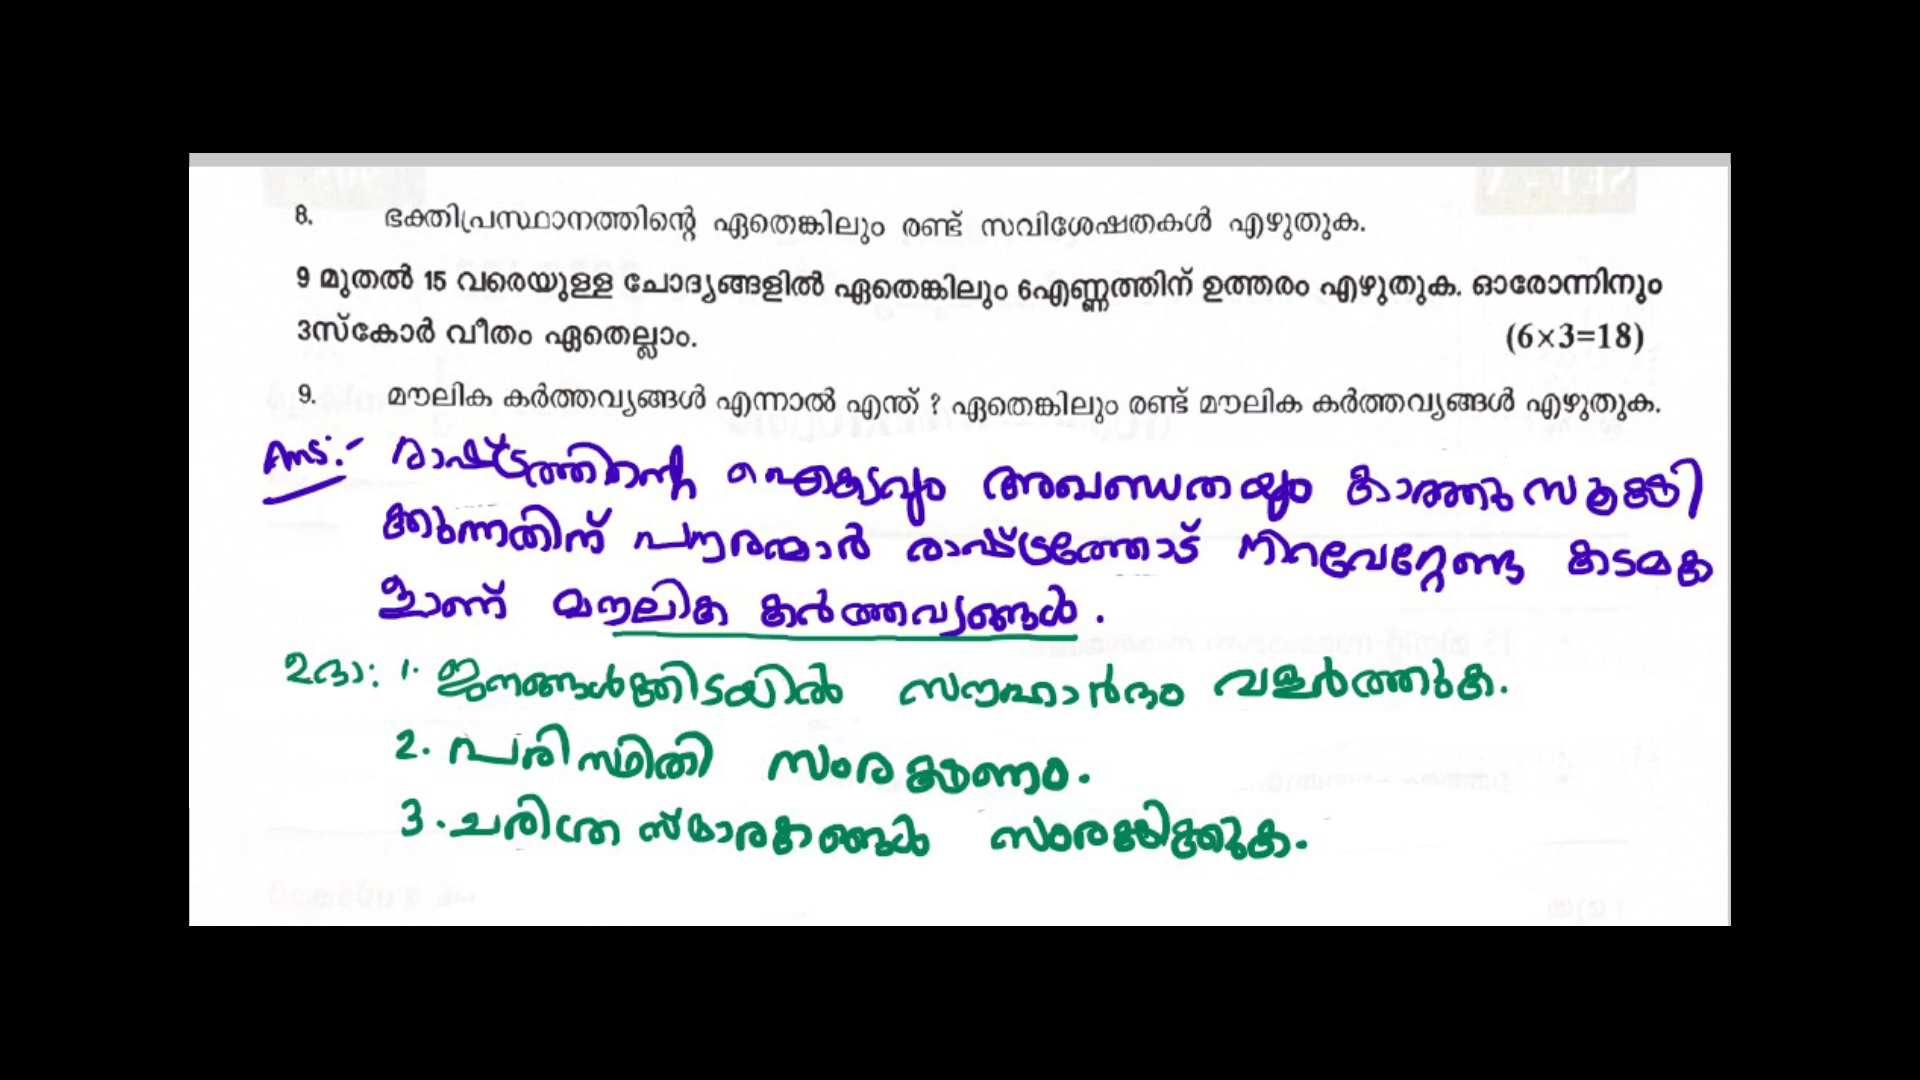 8. ഭക്തിപ്രസ്ഥാനത്തിന്റെ ഏതെങ്കിലും രണ്ട് സവിശേഷതകൾ എഴുതുക.
9 മുതൽ 15 വരെയുള്ള ചോദ്യങ്ങളിൽ ഏതെങ്കിലും 6എണ്ണത്തിന് ഉത്തരം എഴുതുക. ഓരോന്നിനും
3സ്കോർ വീതം ഏതെല്ലാം. (6×3=18)
9. മൗലിക കർത്തവ്യങ്ങൾ എന്നാൽ എന്ത് ? ഏതെങ്കിലും രണ്ട് മൗലിക കർത്തവ്യങ്ങൾ എഴുതുക.
Ans:- രാഷ്ട്രത്തിന്റെ ഐക്യവും അഖണ്ഡതയും കാത്തുസൂക്ഷി
ക്കുന്നതിന് പൗരന്മാർ രാഷ്ട്രത്തോട് നിറവേറ്റേണ്ട കടമക
ളാണ് മൗലിക കർത്തവ്യങ്ങൾ.
ഉദാ: 1. ജനങ്ങൾക്കിടയിൽ സൗഹാർദം വളർത്തുക.
2. പരിസ്ഥിതി സംരക്ഷണം.
3. ചരിത്ര സ്മാരകങ്ങൾ സംരക്ഷിക്കുക.